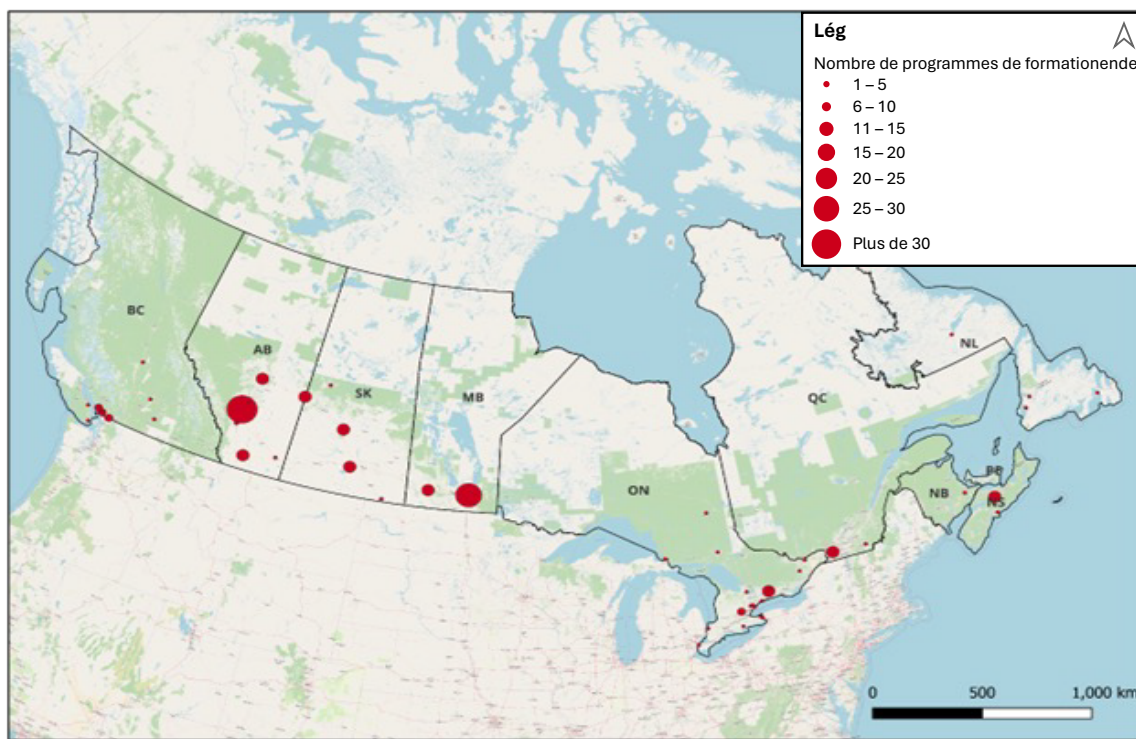 Lég
Nombre de programmes de formationende
1 – 5
6 – 10
11 – 15
15 – 20
20 – 25
25 – 30
Plus de 30
BC
AB
SK
MB
ON
QC
NL
NB
NS
0 500 1,000 km